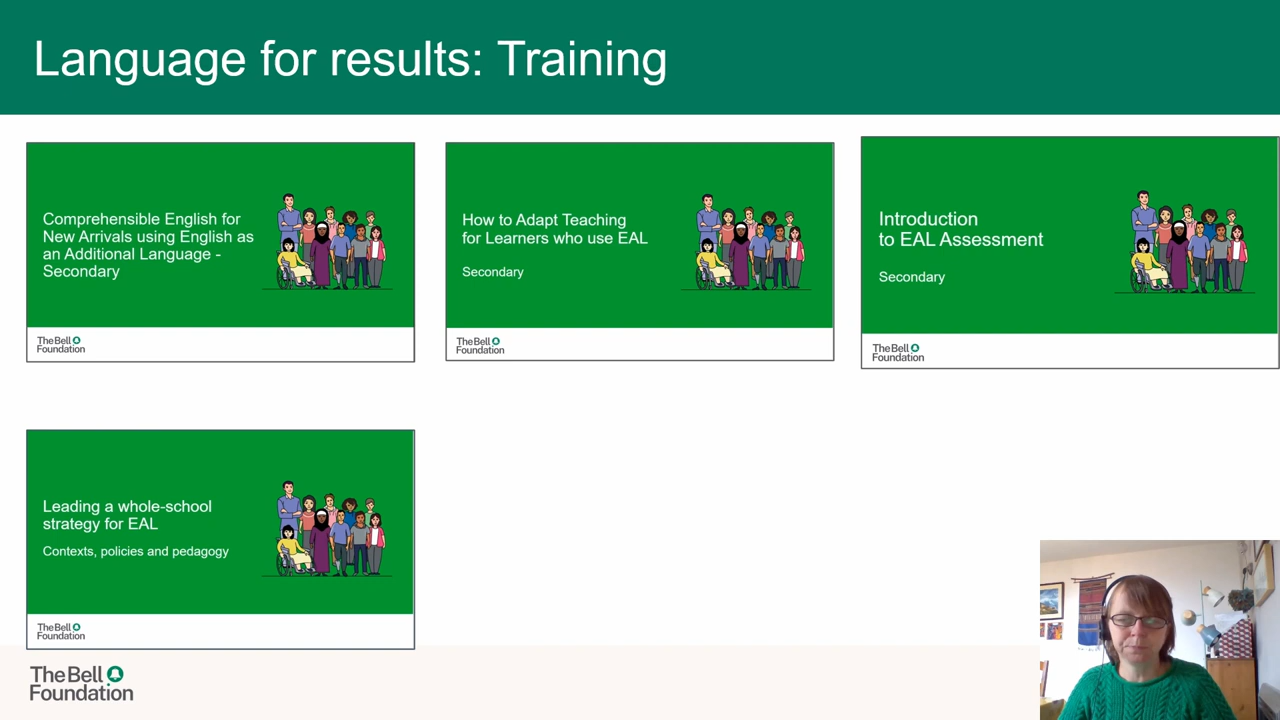 Language for results: Training
Comprehensible English for
New Arrivals using English as
an Additional Language -
Secondary
The Bell
Foundation
How to Adapt Teaching
for Learners who use EAL
Secondary
The Bell
Foundation
Introduction
to EAL Assessment
Secondary
The Bell
Foundation
Leading a whole-school
strategy for EAL
Contexts, policies and pedagogy
The Bell
Foundation
The Bell
Foundation